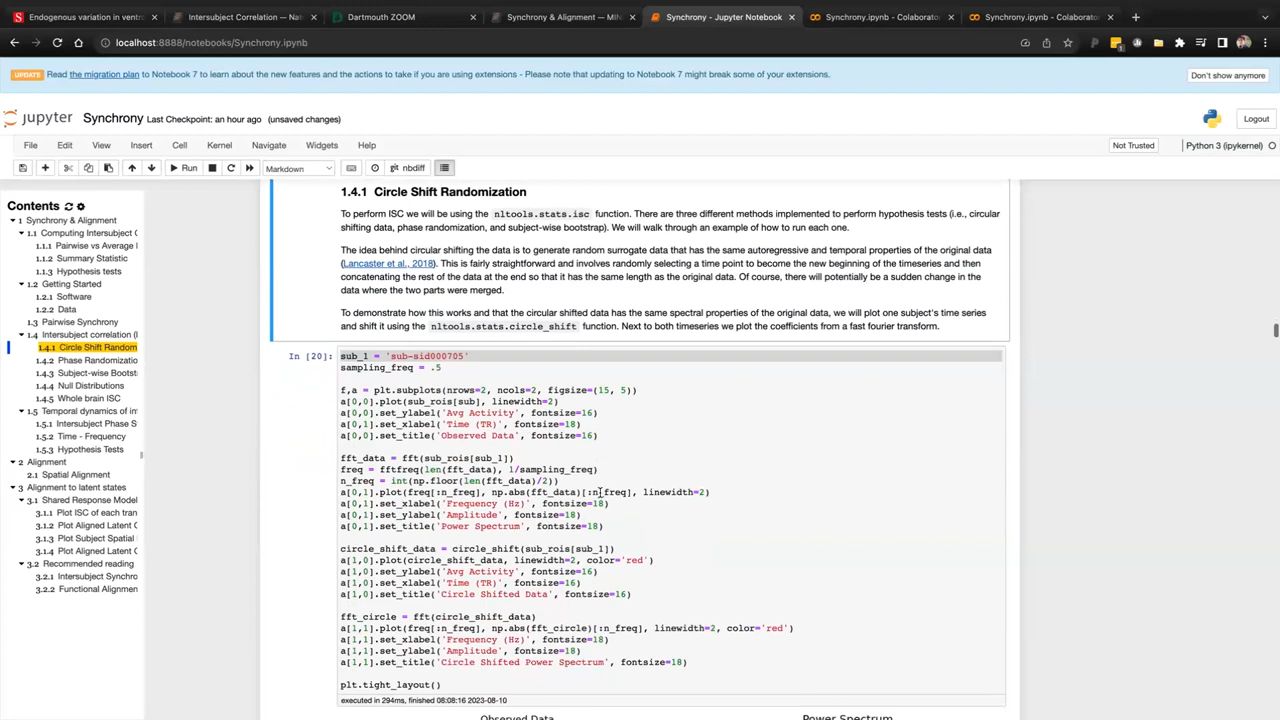 Endogenous variation in ventro
Intersubject Correlation — Nat
Dartmouth ZOOM
Synchrony & Alignment — MIN
Synchrony - Jupyter Notebook
Synchrony.ipynb - Colaborator
Synchrony.ipynb - Colaborator
localhost:8888/notebooks/Synchrony.ipynb
UPDATE Read the migration plan to Notebook 7 to learn about the new features and the actions to take if you are using extensions - Please note that updating to Notebook 7 might break some of your extensions.
Don't show anymore
jupyter Synchrony Last Checkpoint: an hour ago (unsaved changes)
Logout
File Edit View Insert Cell Kernel Navigate Widgets Help
Not Trusted Python 3 (ipykernel)
Run Markdown nbdiff
Contents
1 Synchrony & Alignment
1.1 Computing Intersubject C
1.1.1 Pairwise vs Average I
1.1.2 Summary Statistic
1.1.3 Hypothesis tests
1.2 Getting Started
1.2.1 Software
1.2.2 Data
1.3 Pairwise Synchrony
1.4 Intersubject correlation (I
1.4.1 Circle Shift Random
1.4.2 Phase Randomizatio
1.4.3 Subject-wise Bootst
1.4.4 Null Distributions
1.4.5 Whole brain ISC
1.5 Temporal dynamics of int
1.5.1 Intersubject Phase S
1.5.2 Time - Frequency
1.5.3 Hypothesis Tests
2 Alignment
2.1 Spatial Alignment
3 Alignment to latent states
3.1 Shared Response Model
3.1.1 Plot ISC of each tran
3.1.2 Plot Aligned Latent C
3.1.3 Plot Subject Spatial
3.1.4 Plot Aligned Latent C
3.2 Recommended reading
3.2.1 Intersubject Synchro
3.2.2 Functional Alignmen
1.4.1 Circle Shift Randomization
To perform ISC we will be using the nltools.stats.isc function. There are three different methods implemented to perform hypothesis tests (i.e., circular
shifting data, phase randomization, and subject-wise bootstrap). We will walk through an example of how to run each one.
The idea behind circular shifting the data is to generate random surrogate data that has the same autoregressive and temporal properties of the original data
(Lancaster et al., 2018). This is fairly straightforward and involves randomly selecting a time point to become the new beginning of the timeseries and then
concatenating the rest of the data at the end so that it has the same length as the original data. Of course, there will potentially be a sudden change in the
data where the two parts were merged.
To demonstrate how this works and that the circular shifted data has the same spectral properties of the original data, we will plot one subject's time series
and shift it using the nltools.stats.circle_shift function. Next to both timeseries we plot the coefficients from a fast fourier transform.
In [20]: sub_1 = 'sub-sid000705'
sampling_freq = .5
f,a = plt.subplots(nrows=2, ncols=2, figsize=(15, 5))
a[0,0].plot(sub_rois[sub], linewidth=2)
a[0,0].set_ylabel('Avg Activity', fontsize=16)
a[0,1].set_xlabel('Time (TR)', fontsize=18)
a[0,0].set_title('Observed Data', fontsize=16)
fft_data = fft(sub_rois[sub_1])
freq = fftfreq(len(fft_data), 1/sampling_freq)
n_freq = int(np.floor(len(fft_data)/2))
a[0,1].plot(freq[:n_freq], np.abs(fft_data)[:n_freq], linewidth=2)
a[0,1].set_xlabel('Frequency (Hz)', fontsize=18)
a[0,1].set_ylabel('Amplitude', fontsize=18)
a[0,1].set_title('Power Spectrum', fontsize=18)
circle_shift_data = circle_shift(sub_rois[sub_1])
a[1,0].plot(circle_shift_data, linewidth=2, color='red')
a[1,0].set_ylabel('Avg Activity', fontsize=16)
a[1,0].set_xlabel('Time (TR)', fontsize=16)
a[1,0].set_title('Circle Shifted Data', fontsize=16)
fft_circle = fft(circle_shift_data)
a[1,1].plot(freq[:n_freq], np.abs(fft_circle)[:n_freq], linewidth=2, color='red')
a[1,1].set_xlabel('Frequency (Hz)', fontsize=18)
a[1,1].set_ylabel('Amplitude', fontsize=18)
a[1,1].set_title('Circle Shifted Power Spectrum', fontsize=18)
plt.tight_layout()
executed in 294ms, finished 08:08:16 2023-08-10
Observed Data Power Spectrum